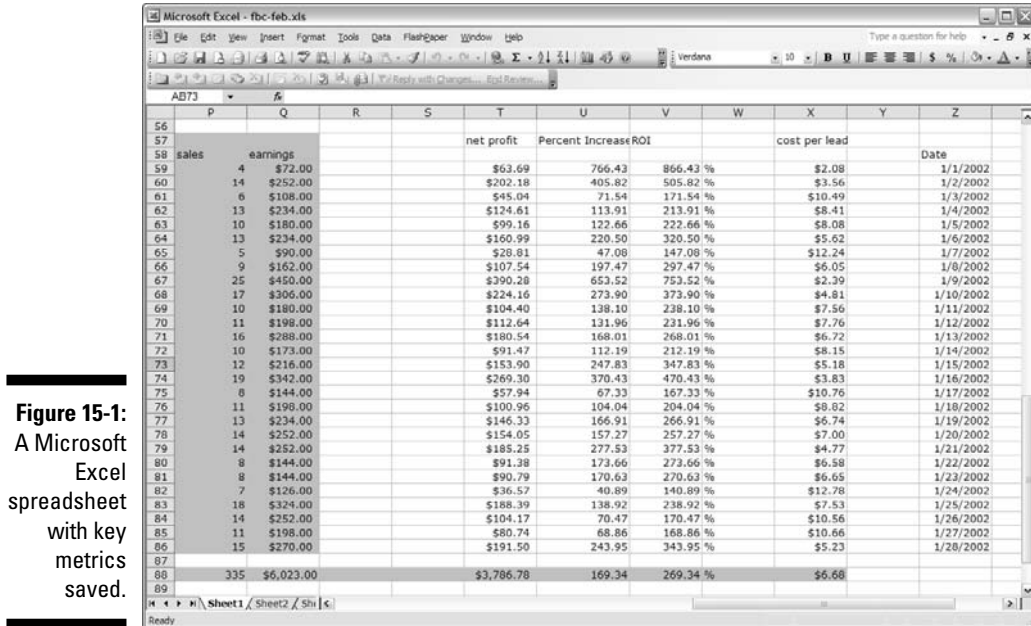 Microsoft Excel - fbc-feb.xls
File Edit View Insert Format Tools Data FlashPaper Window Help Type a question for help
Verdana 10 B U $ %
Reply with Changes... End Review...
AB73 fx
P Q R S T U V W X Y Z
56
57 net profit Percent Increase ROI cost per lead
58 sales earnings Date
59 4 $72.00 $63.69 766.43 866.43 % $2.08 1/1/2002
60 14 $252.00 $202.18 405.82 505.82 % $3.56 1/2/2002
61 6 $108.00 $45.04 71.54 171.54 % $10.49 1/3/2002
62 13 $234.00 $124.61 113.91 213.91 % $8.41 1/4/2002
63 10 $180.00 $99.16 122.66 222.66 % $8.08 1/5/2002
64 13 $234.00 $160.99 220.50 320.50 % $5.62 1/6/2002
65 5 $90.00 $28.81 47.08 147.08 % $12.24 1/7/2002
66 9 $162.00 $107.54 197.47 297.47 % $6.05 1/8/2002
67 25 $450.00 $390.28 653.52 753.52 % $2.39 1/9/2002
68 17 $306.00 $224.16 273.90 373.90 % $4.81 1/10/2002
69 10 $180.00 $104.40 138.10 238.10 % $7.56 1/11/2002
70 11 $198.00 $112.64 131.96 231.96 % $7.76 1/12/2002
71 16 $288.00 $180.54 168.01 268.01 % $6.72 1/13/2002
72 10 $173.00 $91.47 112.19 212.19 % $8.15 1/14/2002
73 12 $216.00 $153.90 247.83 347.83 % $5.18 1/15/2002
74 19 $342.00 $269.30 370.43 470.43 % $3.83 1/16/2002
75 8 $144.00 $57.94 67.33 167.33 % $10.76 1/17/2002
76 11 $198.00 $100.96 104.04 204.04 % $8.82 1/18/2002
77 13 $234.00 $146.33 166.91 266.91 % $6.74 1/19/2002
78 14 $252.00 $154.05 157.27 257.27 % $7.00 1/20/2002
79 14 $252.00 $185.25 277.53 377.53 % $4.77 1/21/2002
80 8 $144.00 $91.38 173.66 273.66 % $6.58 1/22/2002
81 8 $144.00 $90.79 170.63 270.63 % $6.65 1/23/2002
82 7 $126.00 $36.57 40.89 140.89 % $12.78 1/24/2002
83 18 $324.00 $188.39 138.92 238.92 % $7.53 1/25/2002
84 14 $252.00 $104.17 70.47 170.47 % $10.56 1/26/2002
85 11 $198.00 $80.74 68.86 168.86 % $10.66 1/27/2002
86 15 $270.00 $191.50 243.95 343.95 % $5.23 1/28/2002
87
88 335 $6,023.00 $3,786.78 169.34 269.34 % $6.68
89
Sheet1 / Sheet2 / Sh
Ready
Figure 15-1:
A Microsoft
Excel
spreadsheet
with key
metrics
saved.